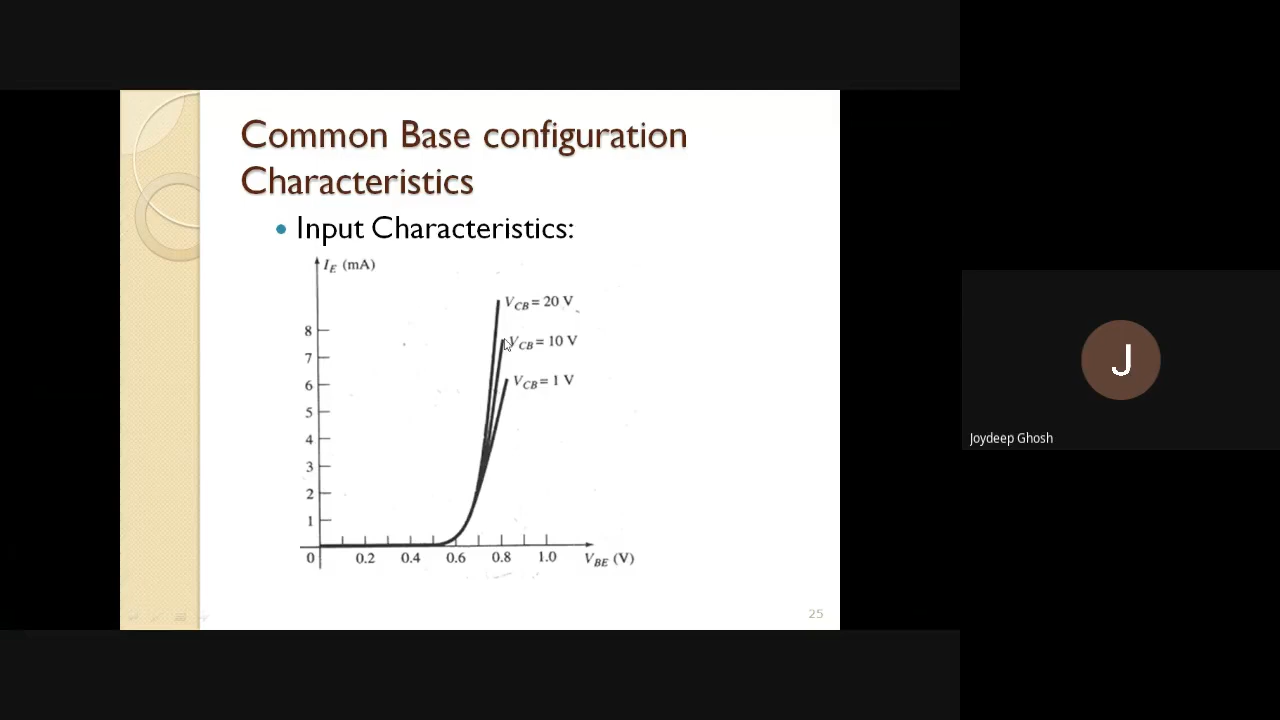 Common Base configuration
Characteristics
• Input Characteristics:
I_E (mA)
V_CB = 20 V
8
V_CB = 10 V
7
6
V_CB = 1 V
5
4
3
2
1
0 0.2 0.4 0.6 0.8 1.0 V_BE (V)
25
J
Joydeep Ghosh